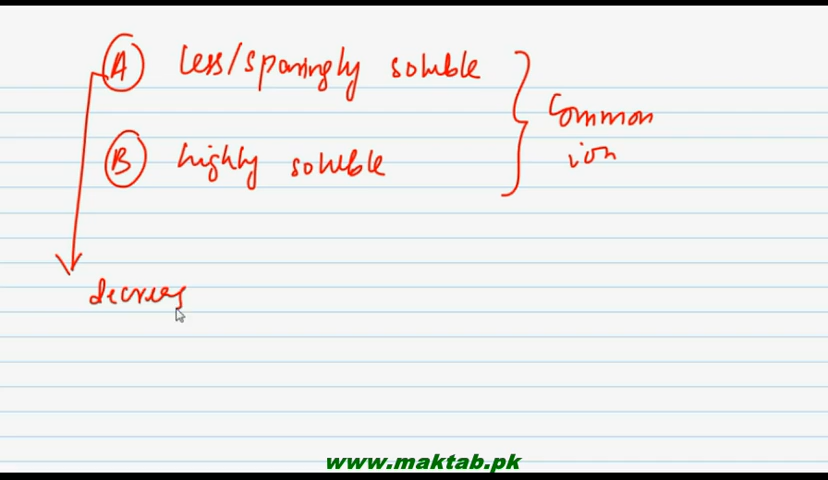 A less/sparingly soluble
B highly soluble
Common
ion
decreas
www.maktab.pk